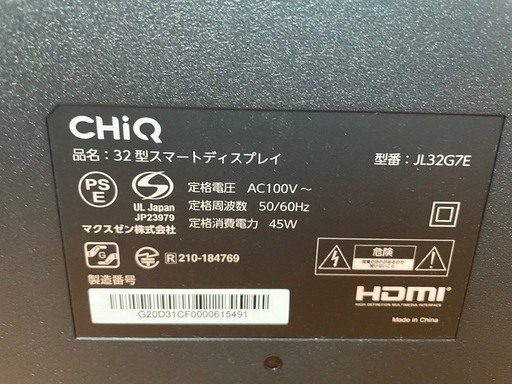 CHiQ
品名：32型スマートディスプレイ
型番：JL32G7E
PS
E
UL Japan
JP23979
マクスゼン株式会社
定格電圧 AC100V～
定格周波数 50/60Hz
定格消費電力 45W
R 210-184769
危険
製造番号
G20D31CF0000615491
HDMI
HIGH DEFINITION MULTIMEDIA INTERFACE
Made in China